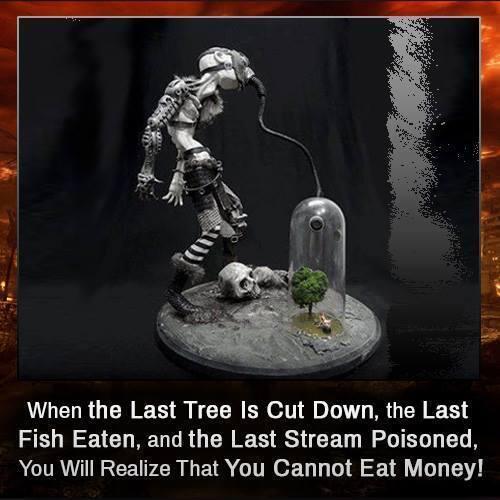 When the Last Tree Is Cut Down, the Last
Fish Eaten, and the Last Stream Poisoned,
You Will Realize That You Cannot Eat Money!